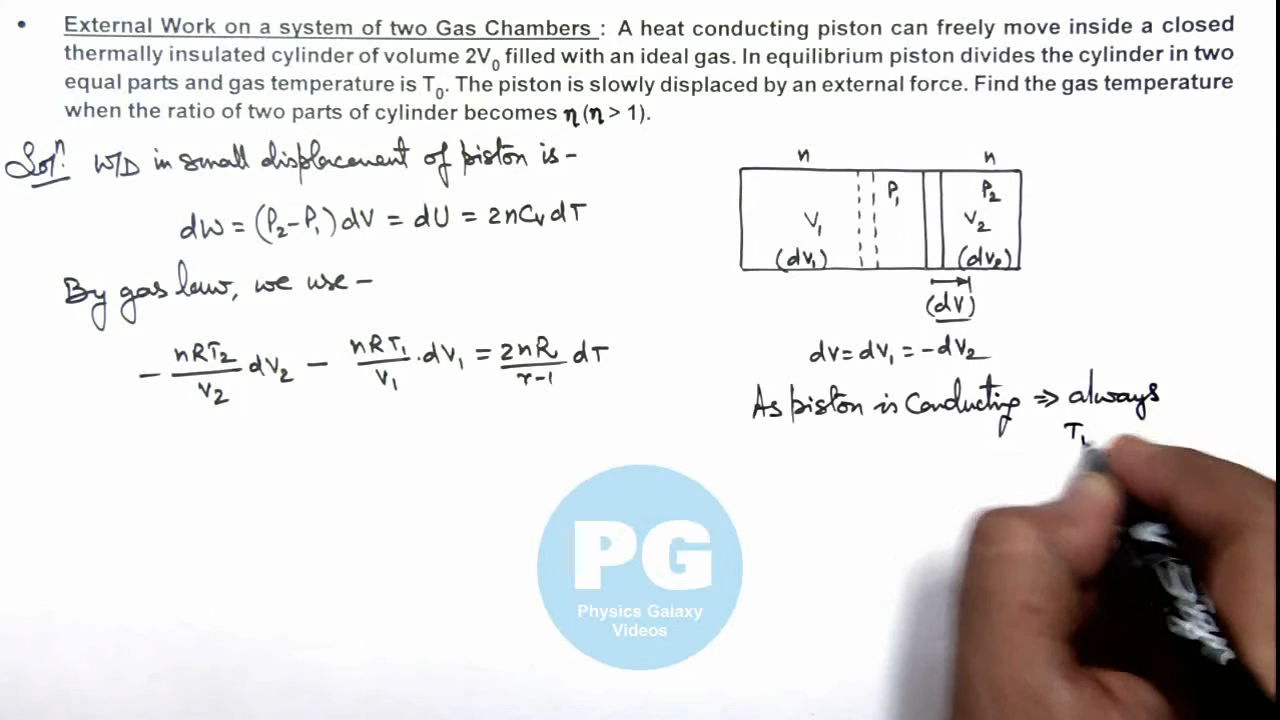 • External Work on a system of two Gas Chambers : A heat conducting piston can freely move inside a closed
thermally insulated cylinder of volume 2V₀ filled with an ideal gas. In equilibrium piston divides the cylinder in two
equal parts and gas temperature is T₀. The piston is slowly displaced by an external force. Find the gas temperature
when the ratio of two parts of cylinder becomes η (η > 1).
Solⁿ. W/D in small displacement of piston is -
dW = (P₂-P₁) dV = dU = 2nCᵥdT
By gas law, we use -
- nRT₂/V₂ dV₂ - nRT₁/V₁ . dV₁ = 2nR/γ-1 dT
n n
P₁ P₂
V₁ V₂
(dV₁) (dV₂)
(dV)
dV = dV₁ = -dV₂
As piston is Conducting ⇒ always
T₁
PG
Physics Galaxy
Videos